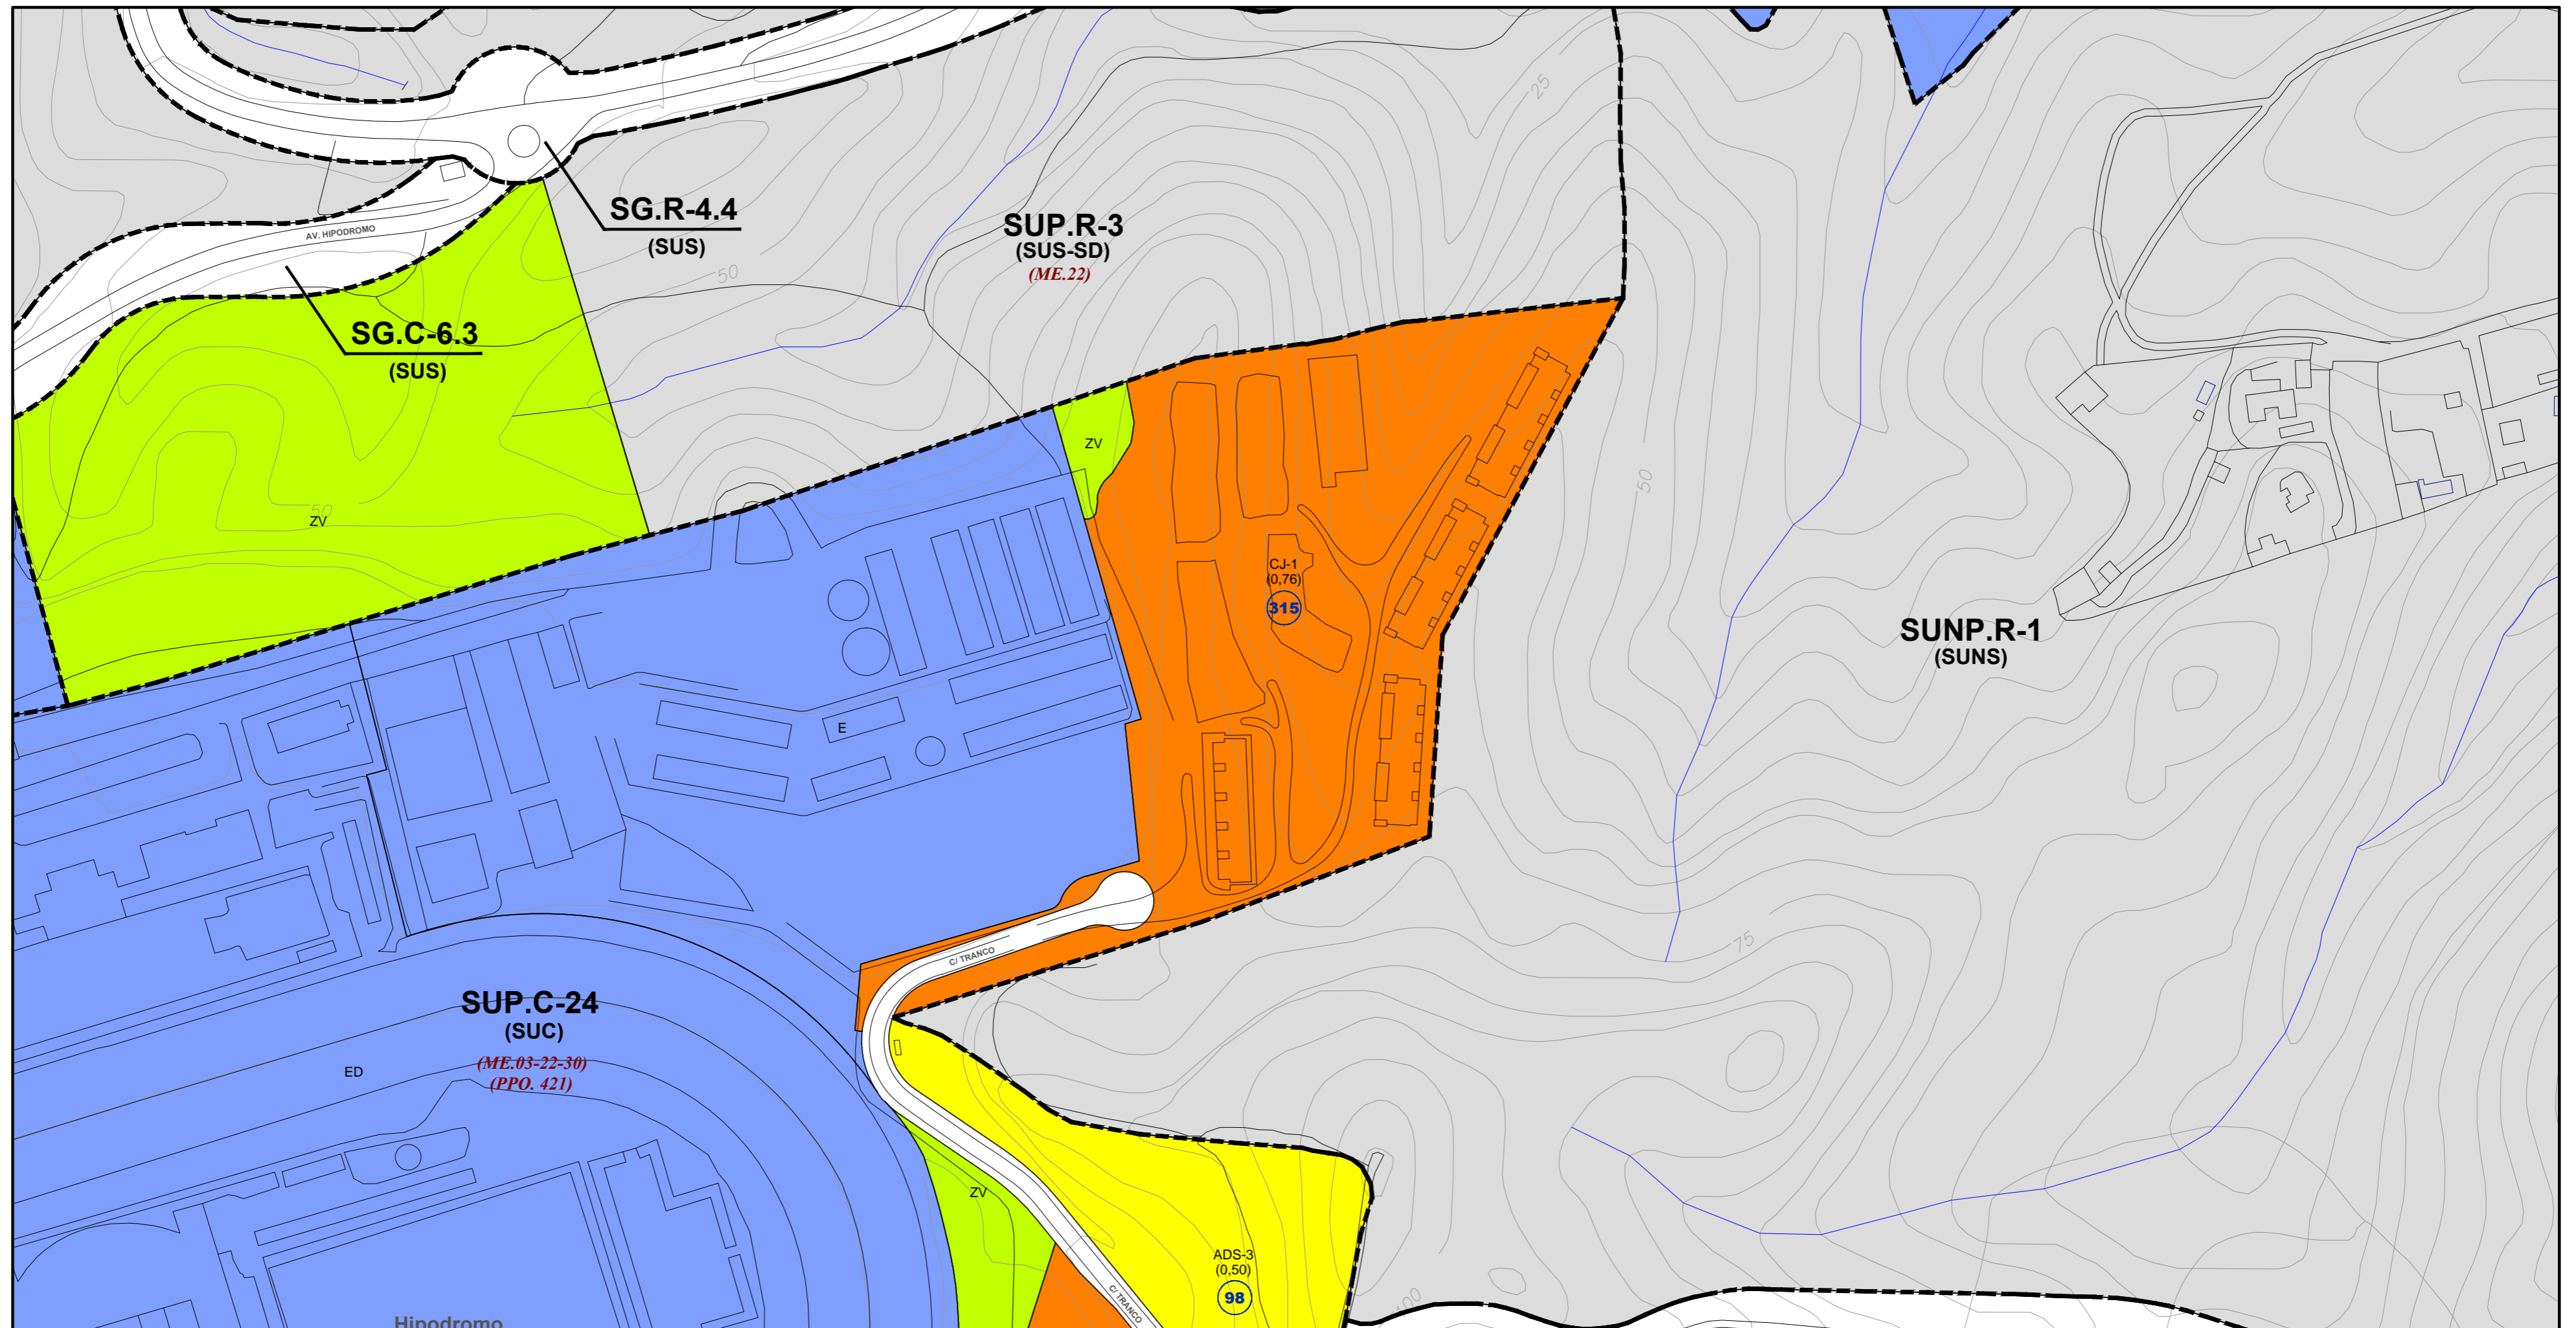 25
SG.R-4.4
(SUS)
SUP.R-3
(SUS-SD)
(ME.22)
AV. HIPODROMO
50
SG.C-6.3
(SUS)
ZV
50
50
ZV
CJ-1
(0,76)
315
SUNP.R-1
(SUNS)
E
75
C/ TRANCO
SUP.C-24
(SUC)
(ME.03-22-30)
(PPO. 421)
ED
ZV
ADS-3
(0,50)
98
C/ TRANCO
100
Hipodromo